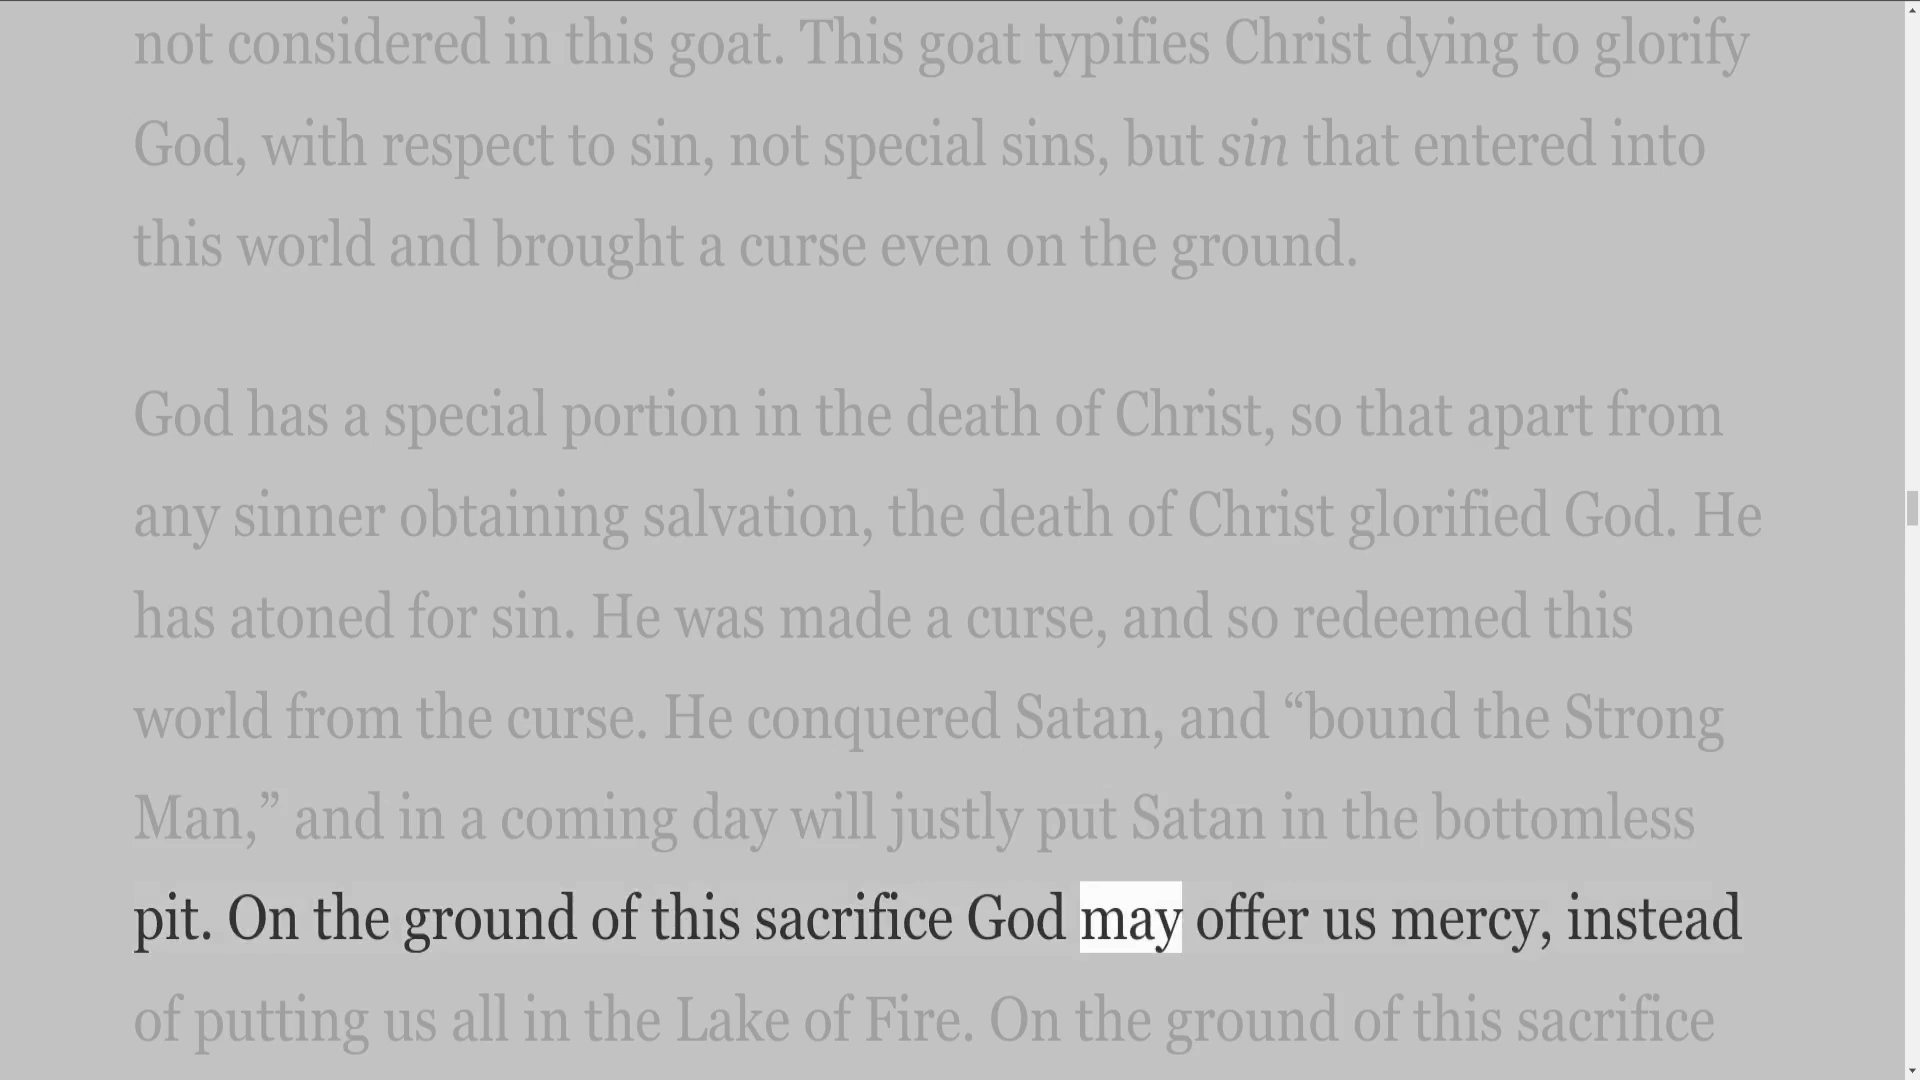 not considered in this goat. This goat typifies Christ dying to glorify
God, with respect to sin, not special sins, but sin that entered into
this world and brought a curse even on the ground.
God has a special portion in the death of Christ, so that apart from
any sinner obtaining salvation, the death of Christ glorified God. He
has atoned for sin. He was made a curse, and so redeemed this
world from the curse. He conquered Satan, and “bound the Strong
Man,” and in a coming day will justly put Satan in the bottomless
pit. On the ground of this sacrifice God may offer us mercy, instead
of putting us all in the Lake of Fire. On the ground of this sacrifice